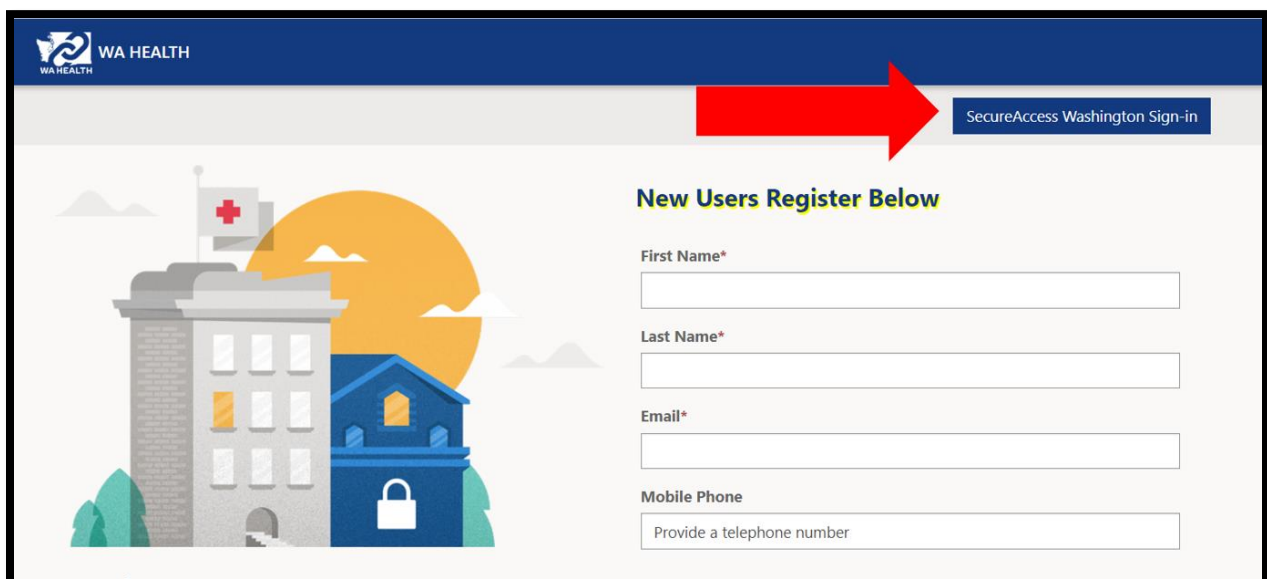 WA HEALTH
WA HEALTH
SecureAccess Washington Sign-in
New Users Register Below
First Name*
Last Name*
Email*
Mobile Phone
Provide a telephone number